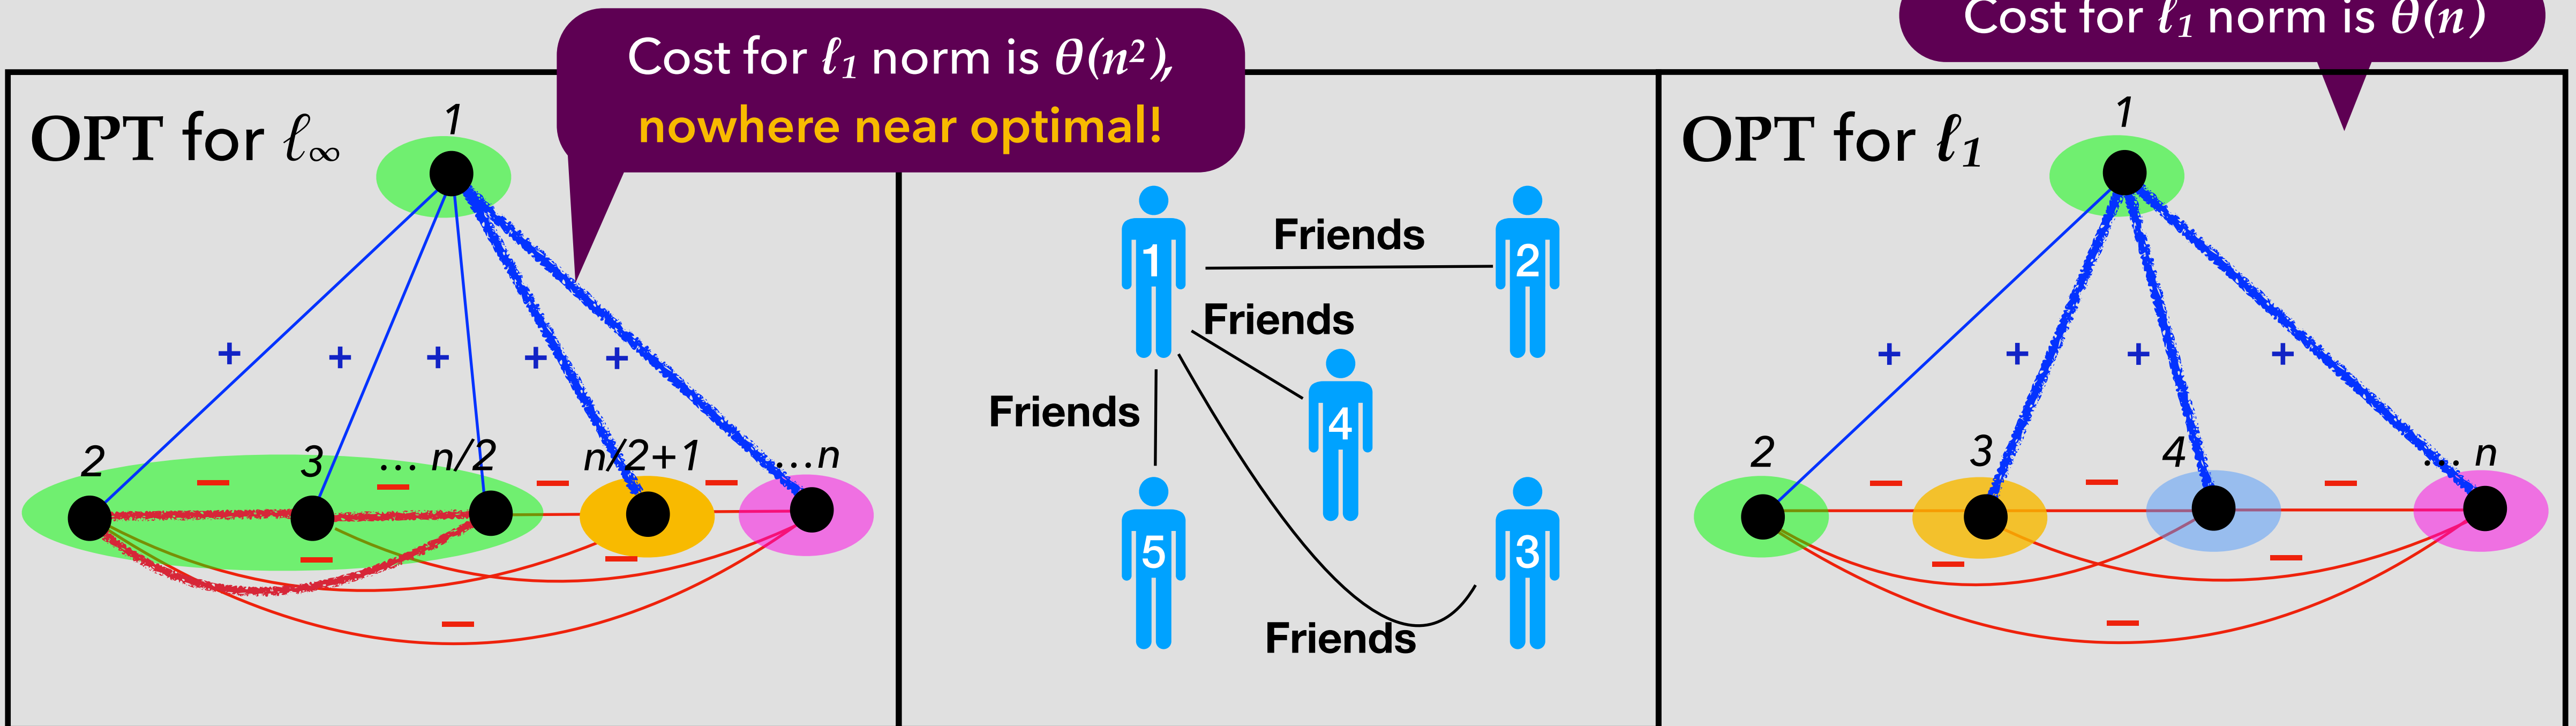 Cost for ℓ₁ norm is θ(n²),
nowhere near optimal!
Cost for ℓ₁ norm is θ(n)
OPT for ℓ∞
1
+ + + + +
2 3 ... n/2 n/2+1 ...n
− − − −
− −
−
Friends
1 2
Friends
4
Friends
5 3
Friends
OPT for ℓ₁
1
+ + + +
2 3 4 ... n
− − −
− −
−